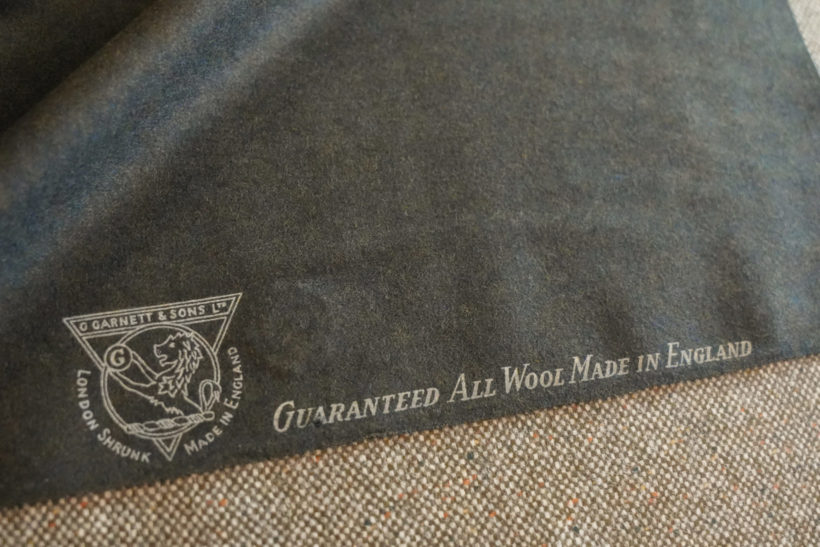 G GARNETT & SONS LTD
G
LONDON SHRUNK
MADE IN ENGLAND
GUARANTEED ALL WOOL MADE IN ENGLAND